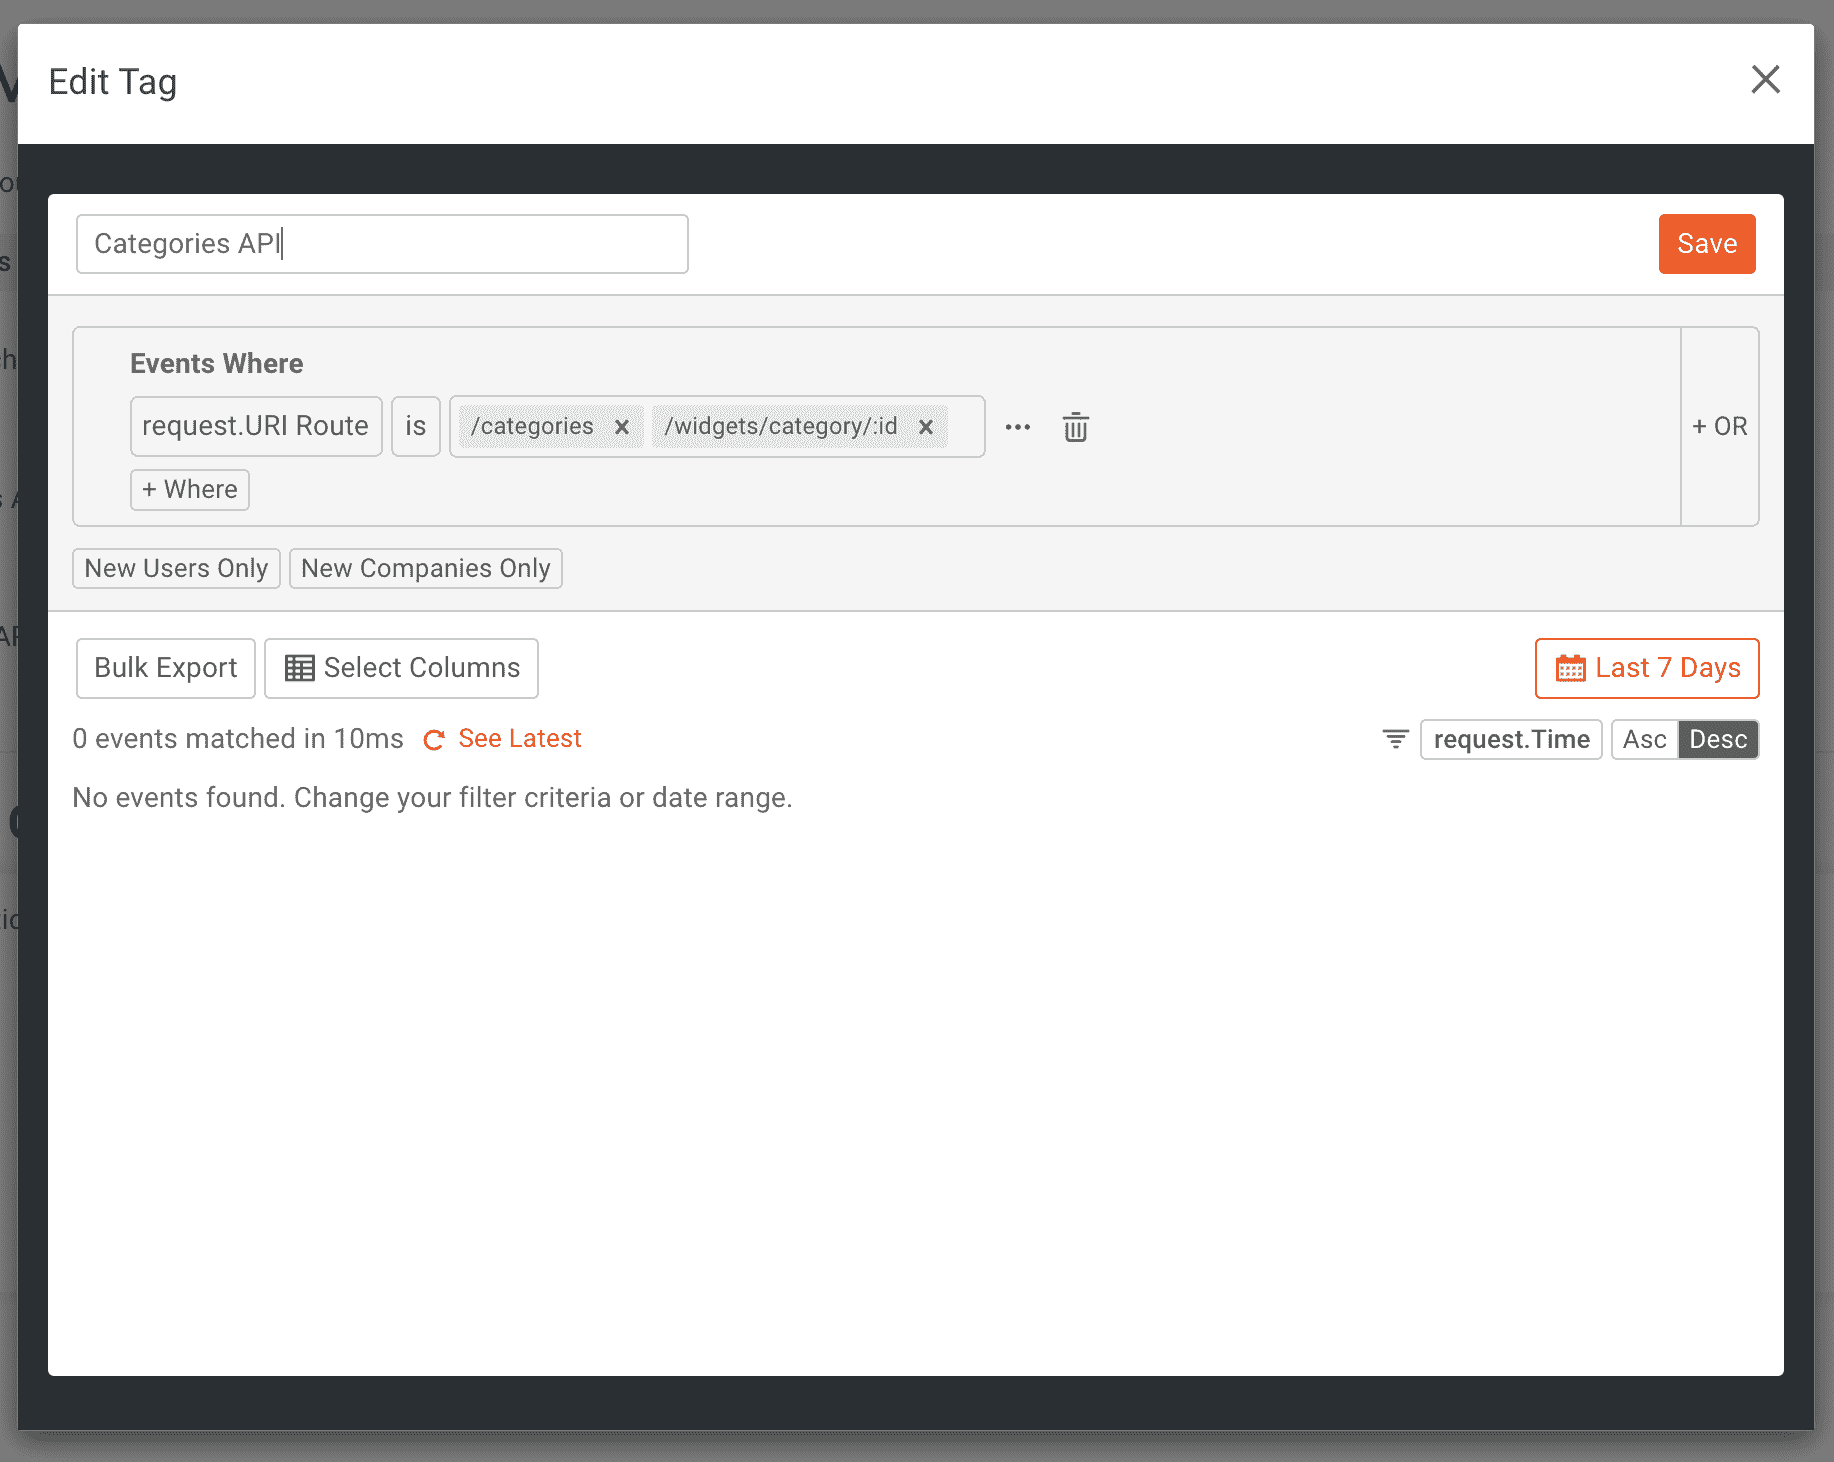 Edit Tag
Categories API
Save
Events Where
request.URI Route is /categories /widgets/category/:id
+ OR
+ Where
New Users Only New Companies Only
Bulk Export Select Columns Last 7 Days
0 events matched in 10ms See Latest request.Time Asc Desc
No events found. Change your filter criteria or date range.